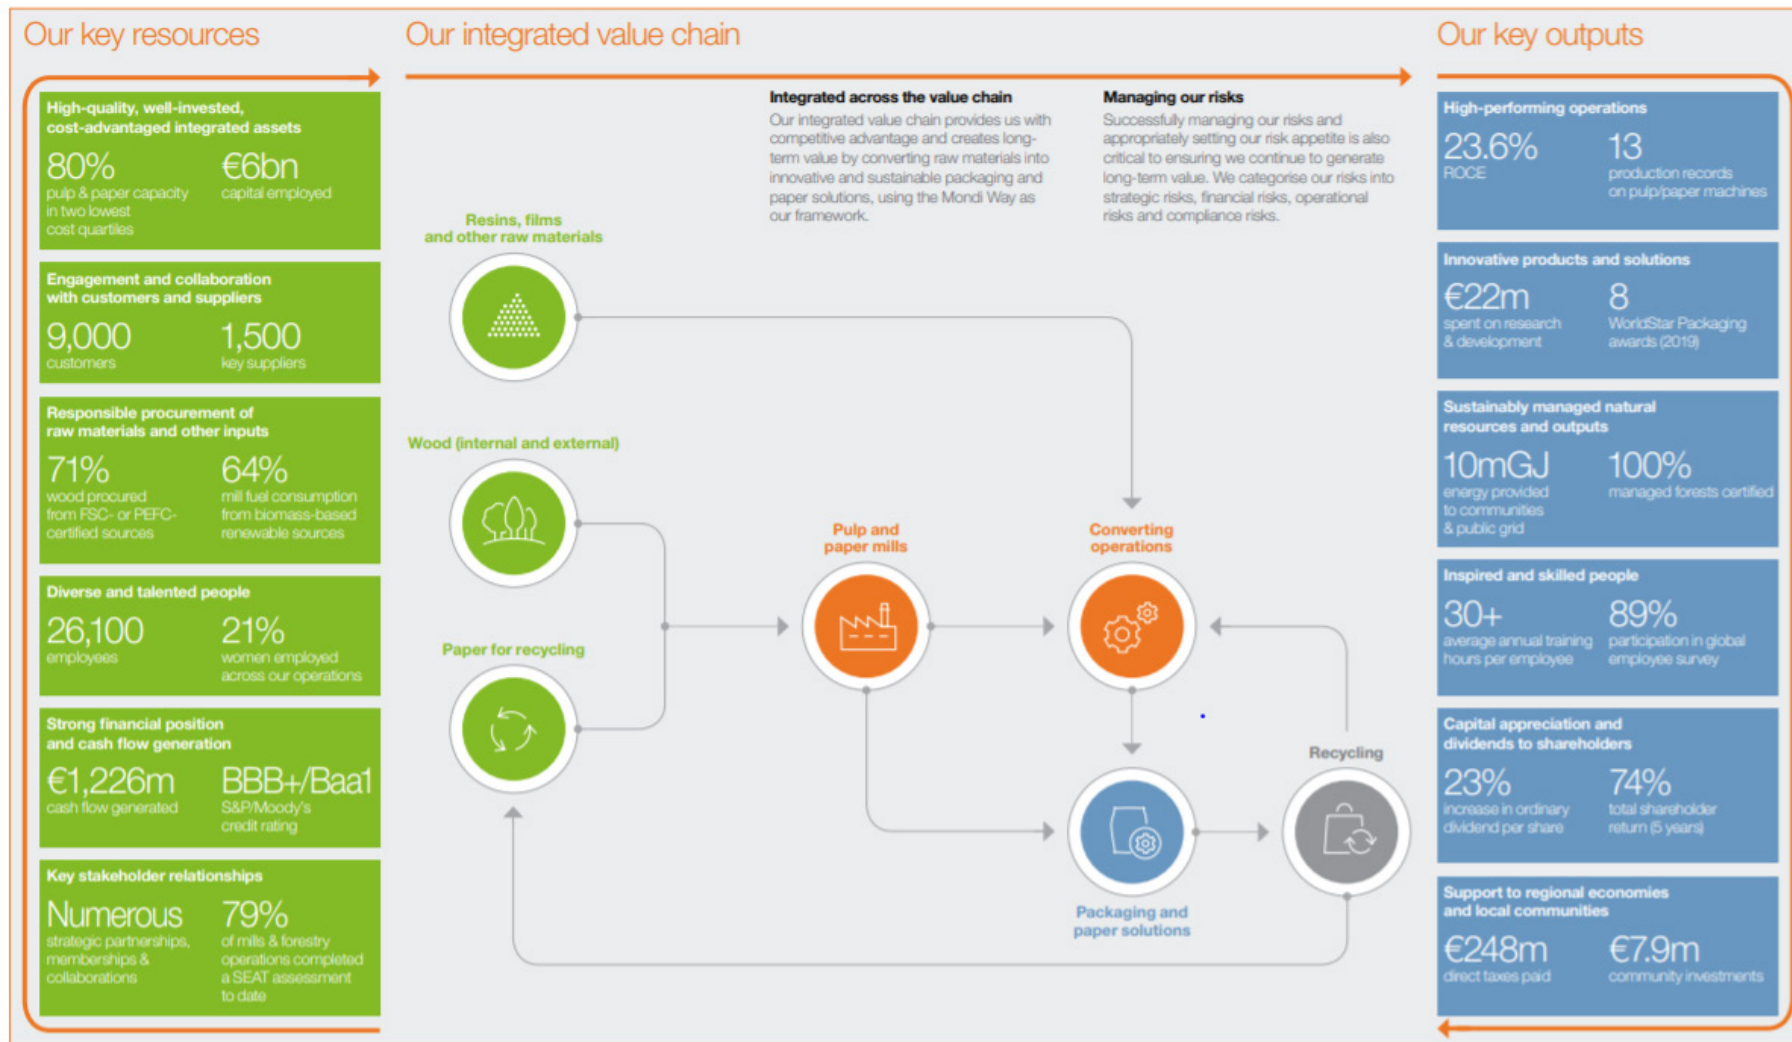 Our key resources
High-quality, well-invested,
cost-advantaged integrated assets
80%
pulp & paper capacity
in two lowest
cost quartiles
€6bn
capital employed
Engagement and collaboration
with customers and suppliers
9,000
customers
1,500
key suppliers
Responsible procurement of
raw materials and other inputs
71%
wood procured
from FSC- or PEFC-
certified sources
64%
mill fuel consumption
from biomass-based
renewable sources
Diverse and talented people
26,100
employees
21%
women employed
across our operations
Strong financial position
and cash flow generation
€1,226m
cash flow generated
BBB+/Baa1
S&P/Moody's
credit rating
Key stakeholder relationships
Numerous
strategic partnerships,
memberships &
collaborations
79%
of mills & forestry
operations completed
a SEAT assessment
to date
Our integrated value chain
Integrated across the value chain
Our integrated value chain provides us with
competitive advantage and creates long-
term value by converting raw materials into
innovative and sustainable packaging and
paper solutions, using the Mondi Way as
our framework.
Managing our risks
Successfully managing our risks and
appropriately setting our risk appetite is also
critical to ensuring we continue to generate
long-term value. We categorise our risks into
strategic risks, financial risks, operational
risks and compliance risks.
Resins, films
and other raw materials
Wood (internal and external)
Paper for recycling
Pulp and
paper mills
Converting
operations
Recycling
Packaging and
paper solutions
Our key outputs
High-performing operations
23.6%
ROCE
13
production records
on pulp/paper machines
Innovative products and solutions
€22m
spent on research
& development
8
WorldStar Packaging
awards (2019)
Sustainably managed natural
resources and outputs
10mGJ
energy provided
to communities
& public grid
100%
managed forests certified
Inspired and skilled people
30+
average annual training
hours per employee
89%
participation in global
employee survey
Capital appreciation and
dividends to shareholders
23%
increase in ordinary
dividend per share
74%
total shareholder
return (5 years)
Support to regional economies
and local communities
€248m
direct taxes paid
€7.9m
community investments